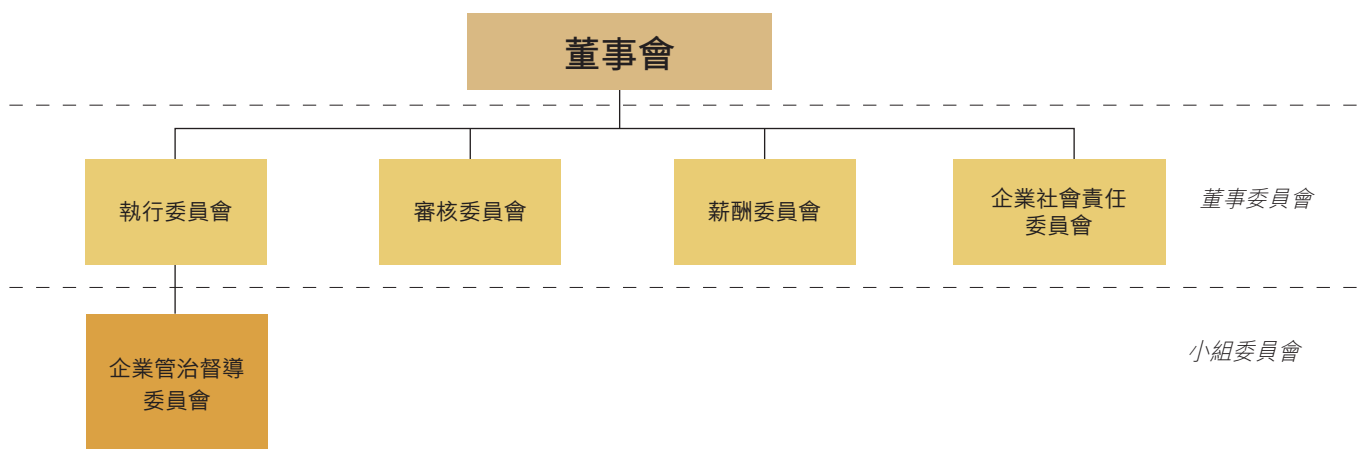 董事會
執行委員會
審核委員會
薪酬委員會
企業社會責任
委員會
董事委員會
企業管治督導
委員會
小組委員會